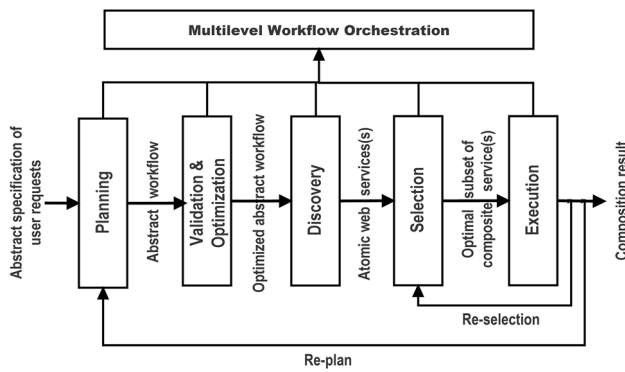 Multilevel Workflow Orchestration
Abstract specification of
user requests
Planning
Abstract workflow
Validation &
Optimization
Optimized abstract workflow
Discovery
Atomic web services(s)
Selection
Optimal subset of
composite service(s)
Execution
Composition result
Re-selection
Re-plan